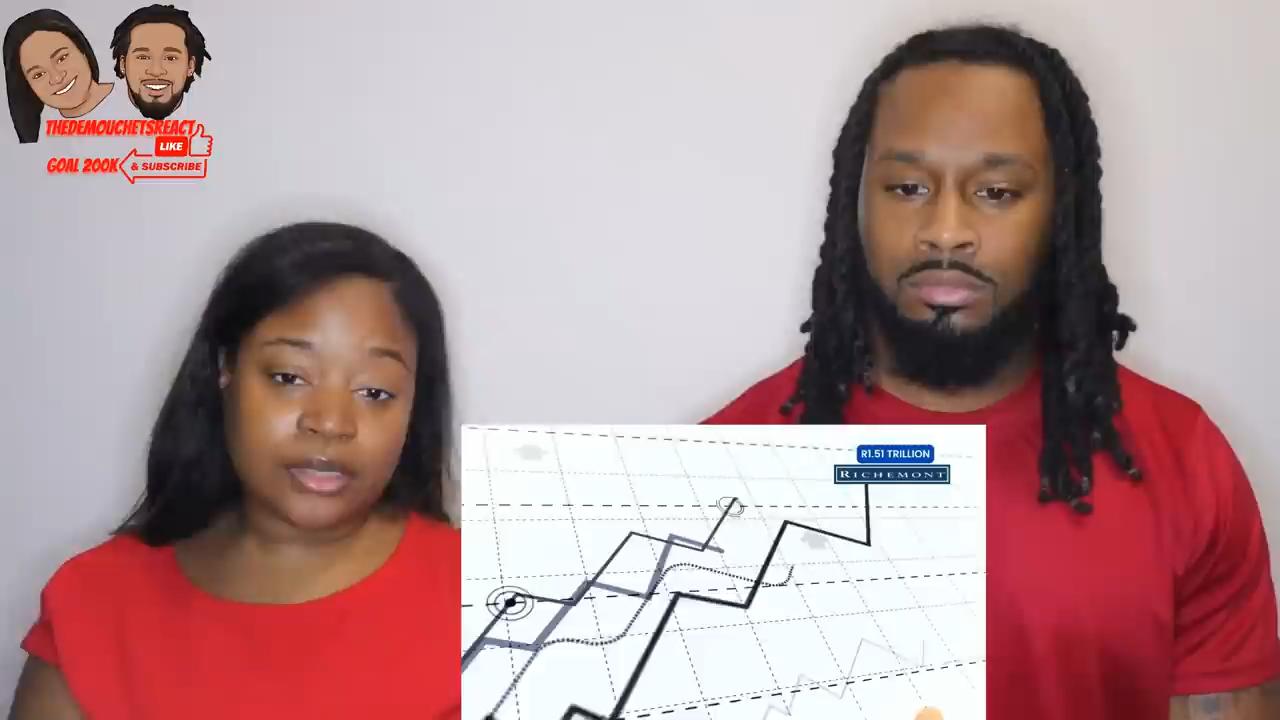 THEDEMOUCHETSREACT
LIKE
GOAL 200K
& SUBSCRIBE
R1.51 TRILLION
RICHEMONT